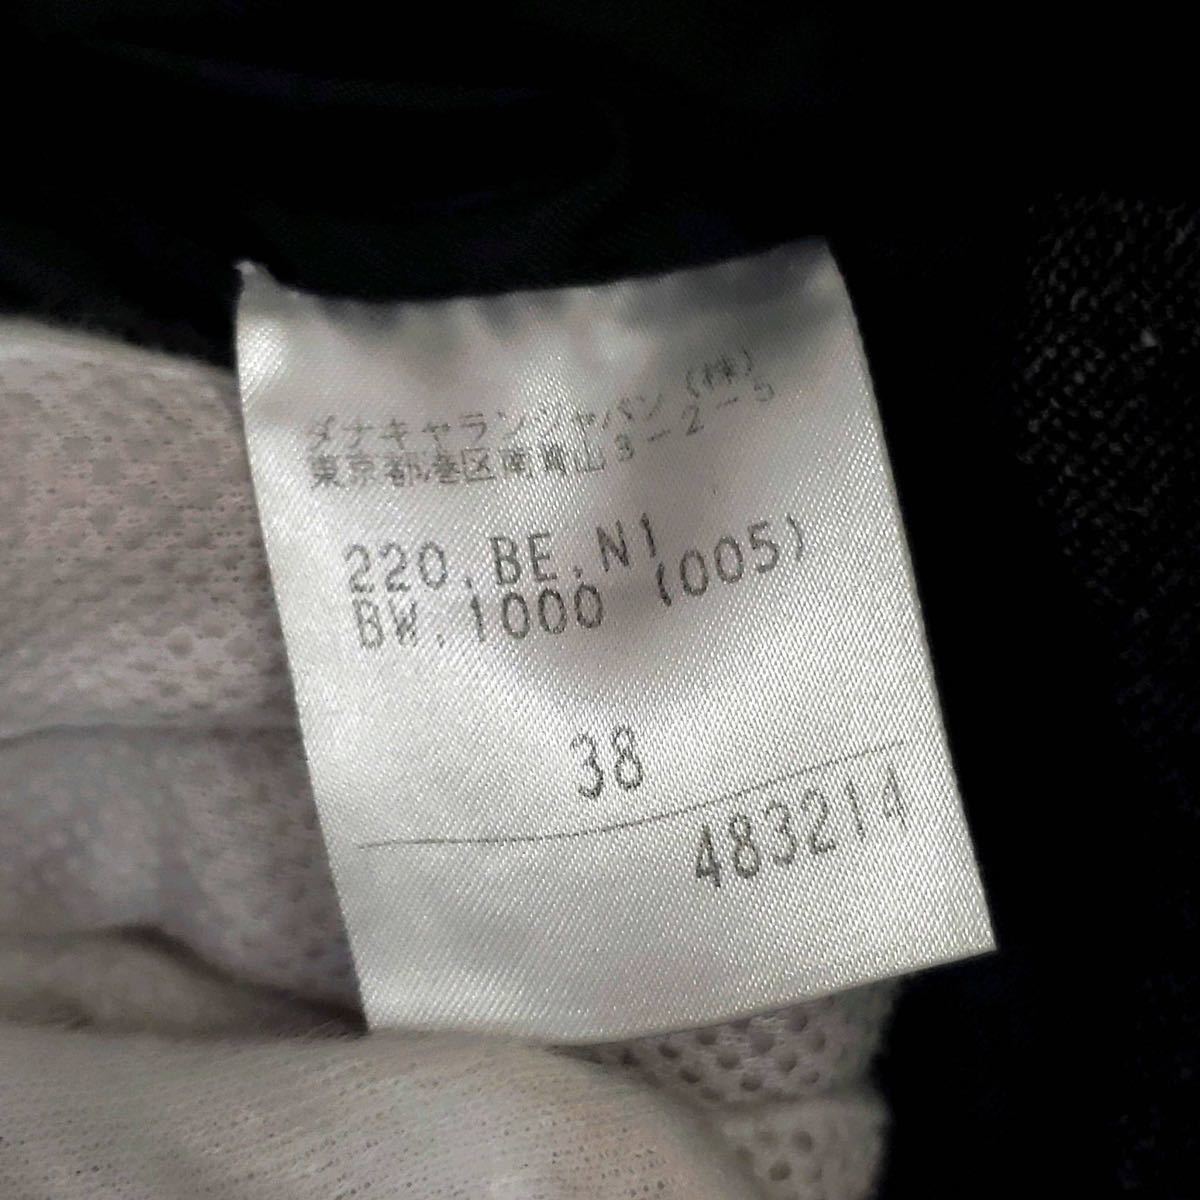 ダナキャランジャパン(株)
東京都港区南青山3-2-5
220.BE.N1
BW.1000 (005)
38
483214